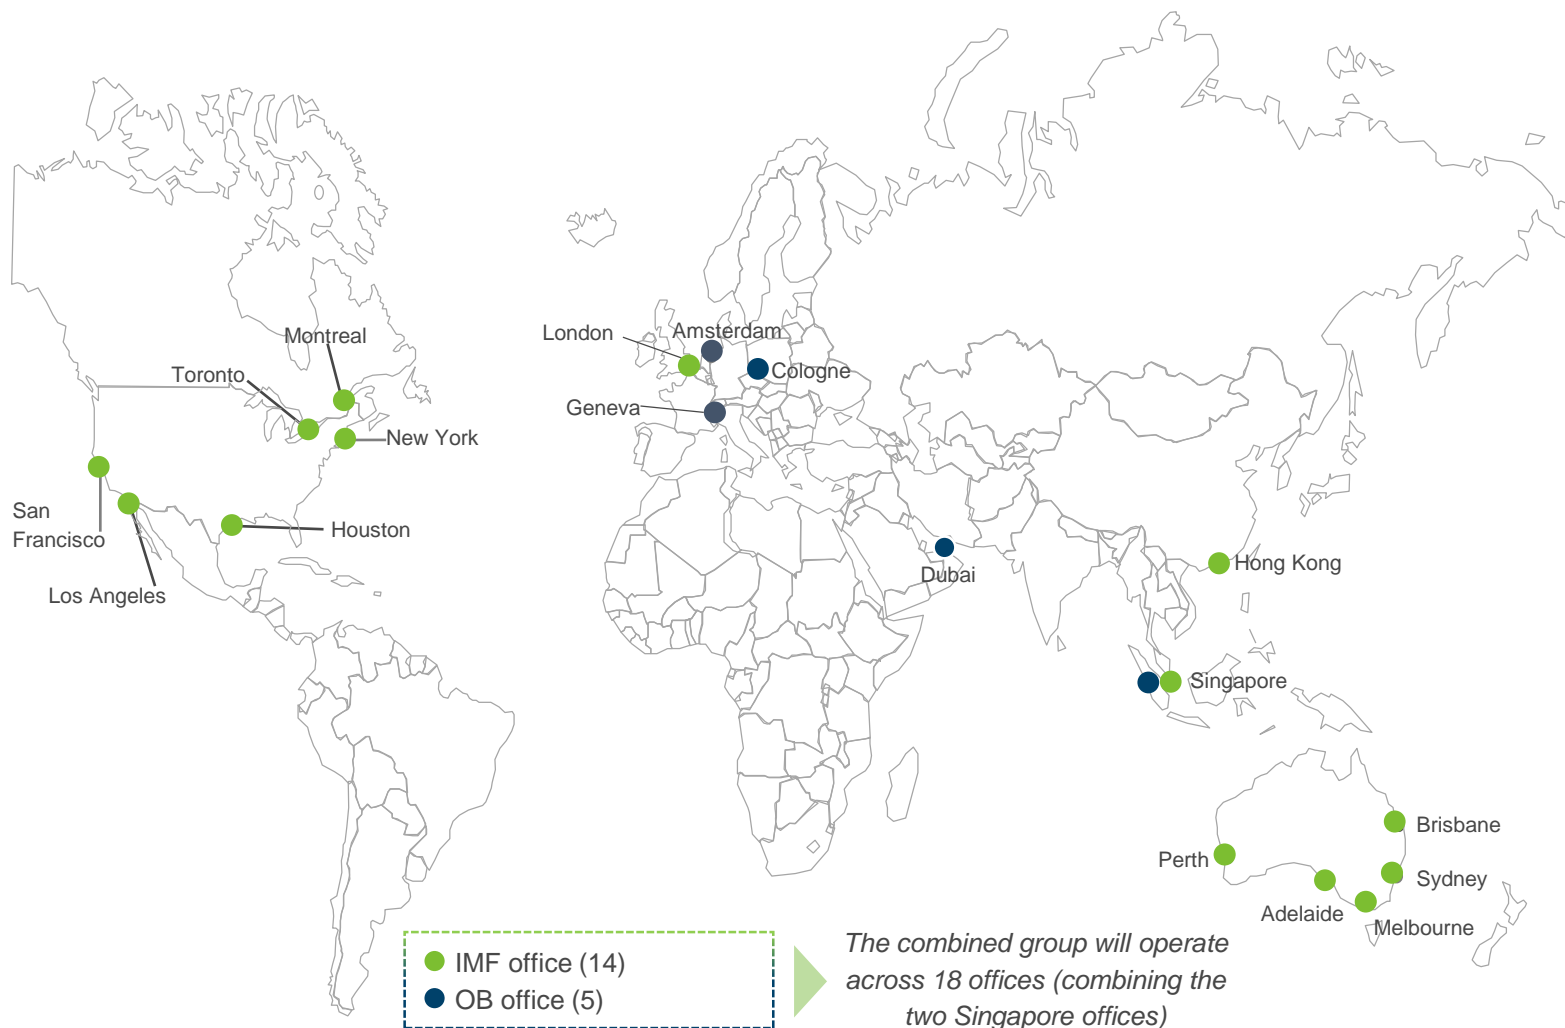 London
Amsterdam
Montreal
Toronto
Cologne
Geneva
New York
San
Francisco
Houston
Hong Kong
Dubai
Los Angeles
Singapore
Brisbane
Perth
Sydney
Adelaide
Melbourne
IMF office (14)
OB office (5)
The combined group will operate
across 18 offices (combining the
two Singapore offices)